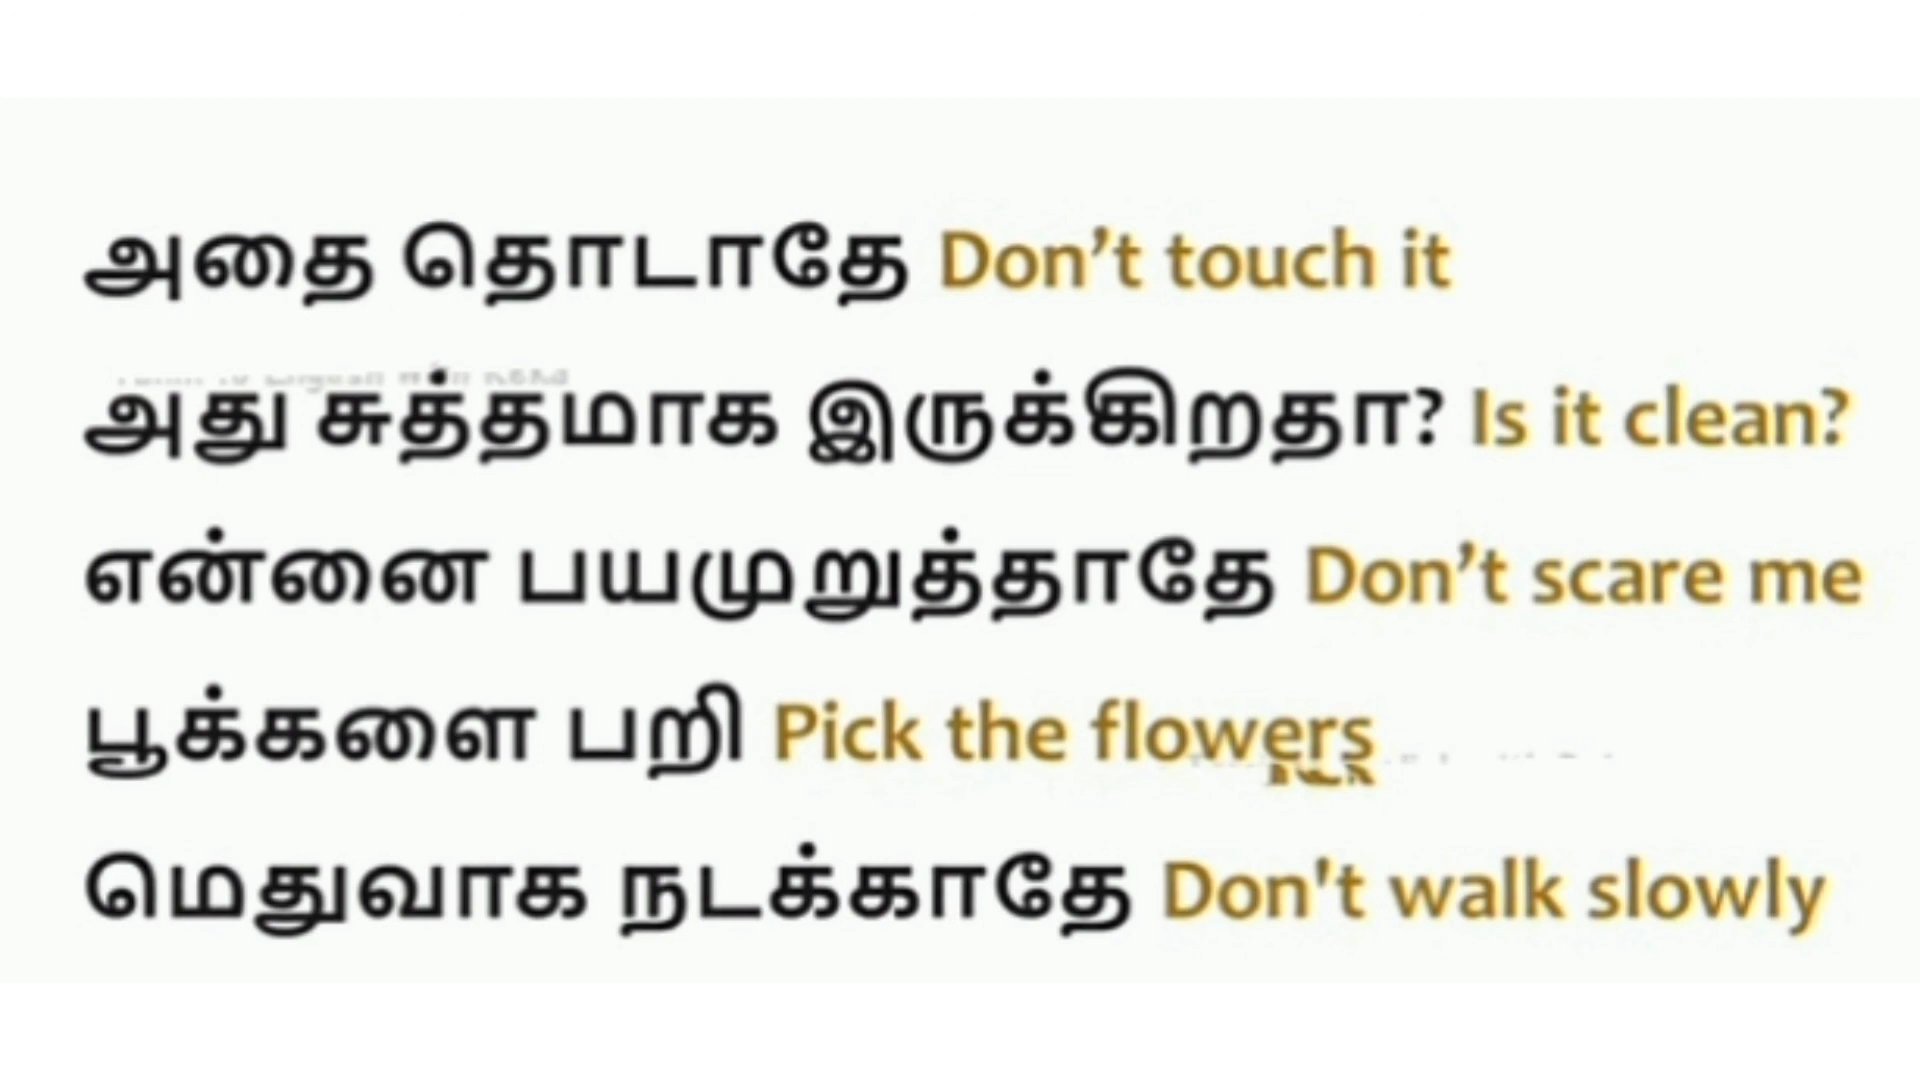 அதை தொடாதே Don’t touch it
அது சுத்தமாக இருக்கிறதா? Is it clean?
என்னை பயமுறுத்தாதே Don’t scare me
பூக்களை பறி Pick the flowers
மெதுவாக நடக்காதே Don't walk slowly